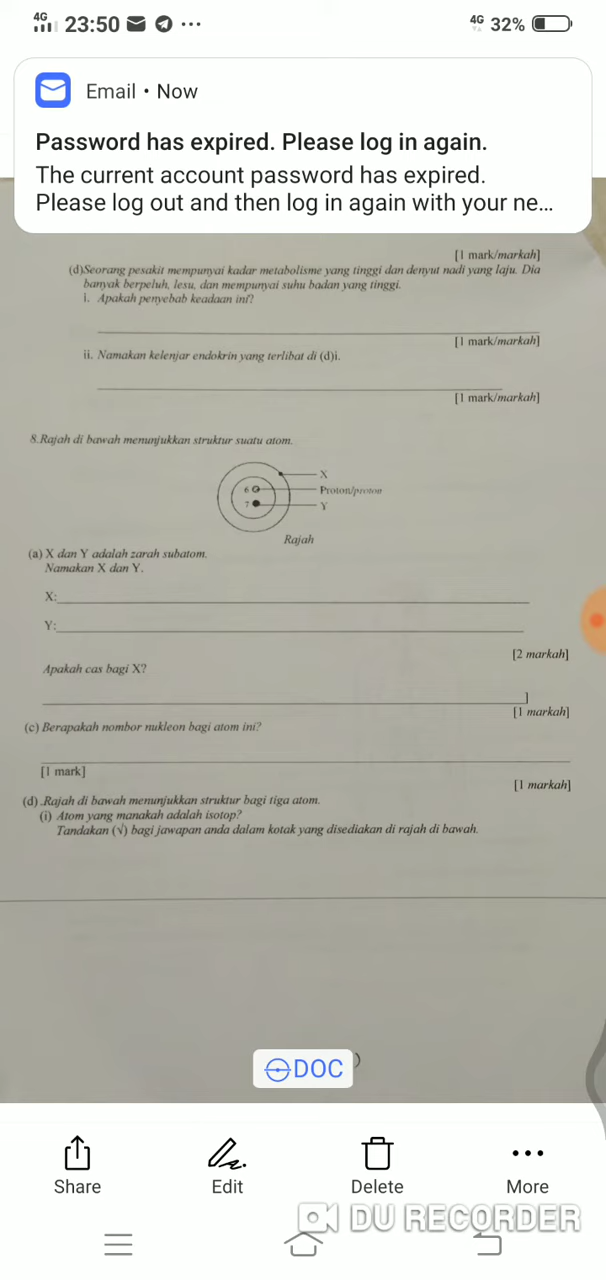 4G 23:50 ...
4G 32%
Email • Now
Password has expired. Please log in again.
The current account password has expired.
Please log out and then log in again with your ne...
[1 mark/markah]
(d)Seorang pesakit mempunyai kadar metabolisme yang tinggi dan denyut nadi yang laju. Dia
banyak berpeluh, lesu, dan mempunyai suhu badan yang tinggi.
i. Apakah penyebab keadaan ini?
[1 mark/markah]
ii. Namakan kelenjar endokrin yang terlibat di (d)i.
[1 mark/markah]
8.Rajah di bawah menunjukkan struktur suatu atom.
X
6 Proton/proton
7 Y
Rajah
(a) X dan Y adalah zarah subatom.
Namakan X dan Y.
X:
Y:
[2 markah]
Apakah cas bagi X?
]
[1 markah]
(c) Berapakah nombor nukleon bagi atom ini?
[1 mark]
[1 markah]
(d) .Rajah di bawah menunjukkan struktur bagi tiga atom.
(i) Atom yang manakah adalah isotop?
Tandakan (√) bagi jawapan anda dalam kotak yang disediakan di rajah di bawah.
DOC )
Share Edit Delete More
DU RECORDER